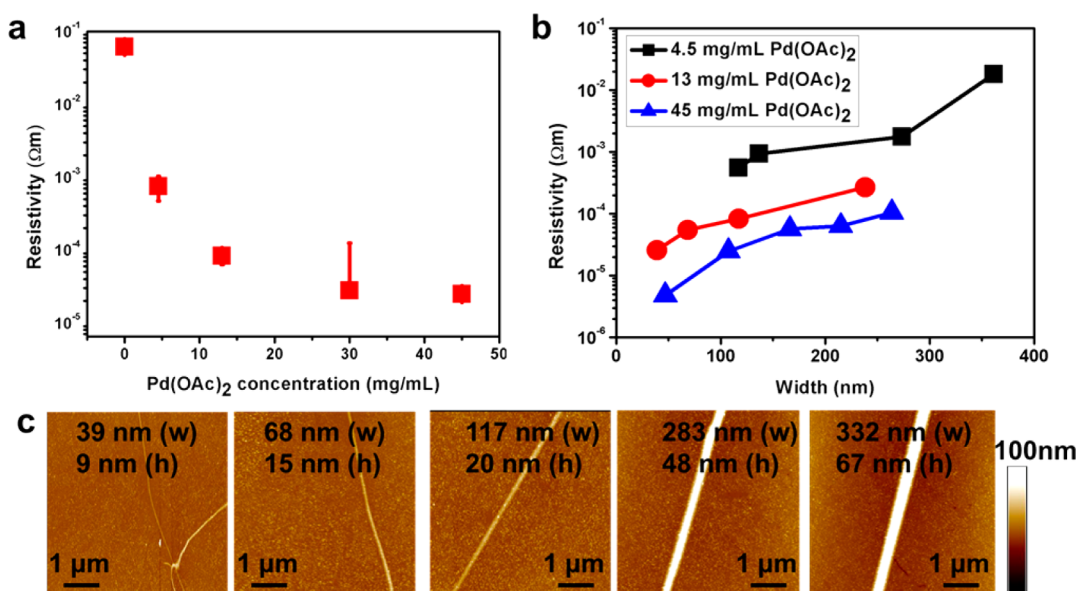 a
10⁻¹
10⁻²
10⁻³
10⁻⁴
10⁻⁵
Resistivity (Ωm)
0 10 20 30 40 50
Pd(OAc)₂ concentration (mg/mL)
b
4.5 mg/mL Pd(OAc)₂
13 mg/mL Pd(OAc)₂
45 mg/mL Pd(OAc)₂
10⁻¹
10⁻²
10⁻³
10⁻⁴
10⁻⁵
10⁻⁶
Resistivity (Ωm)
0 100 200 300 400
Width (nm)
c
39 nm (w)
9 nm (h)
1 µm
68 nm (w)
15 nm (h)
1 µm
117 nm (w)
20 nm (h)
1 µm
283 nm (w)
48 nm (h)
1 µm
332 nm (w)
67 nm (h)
1 µm
100nm